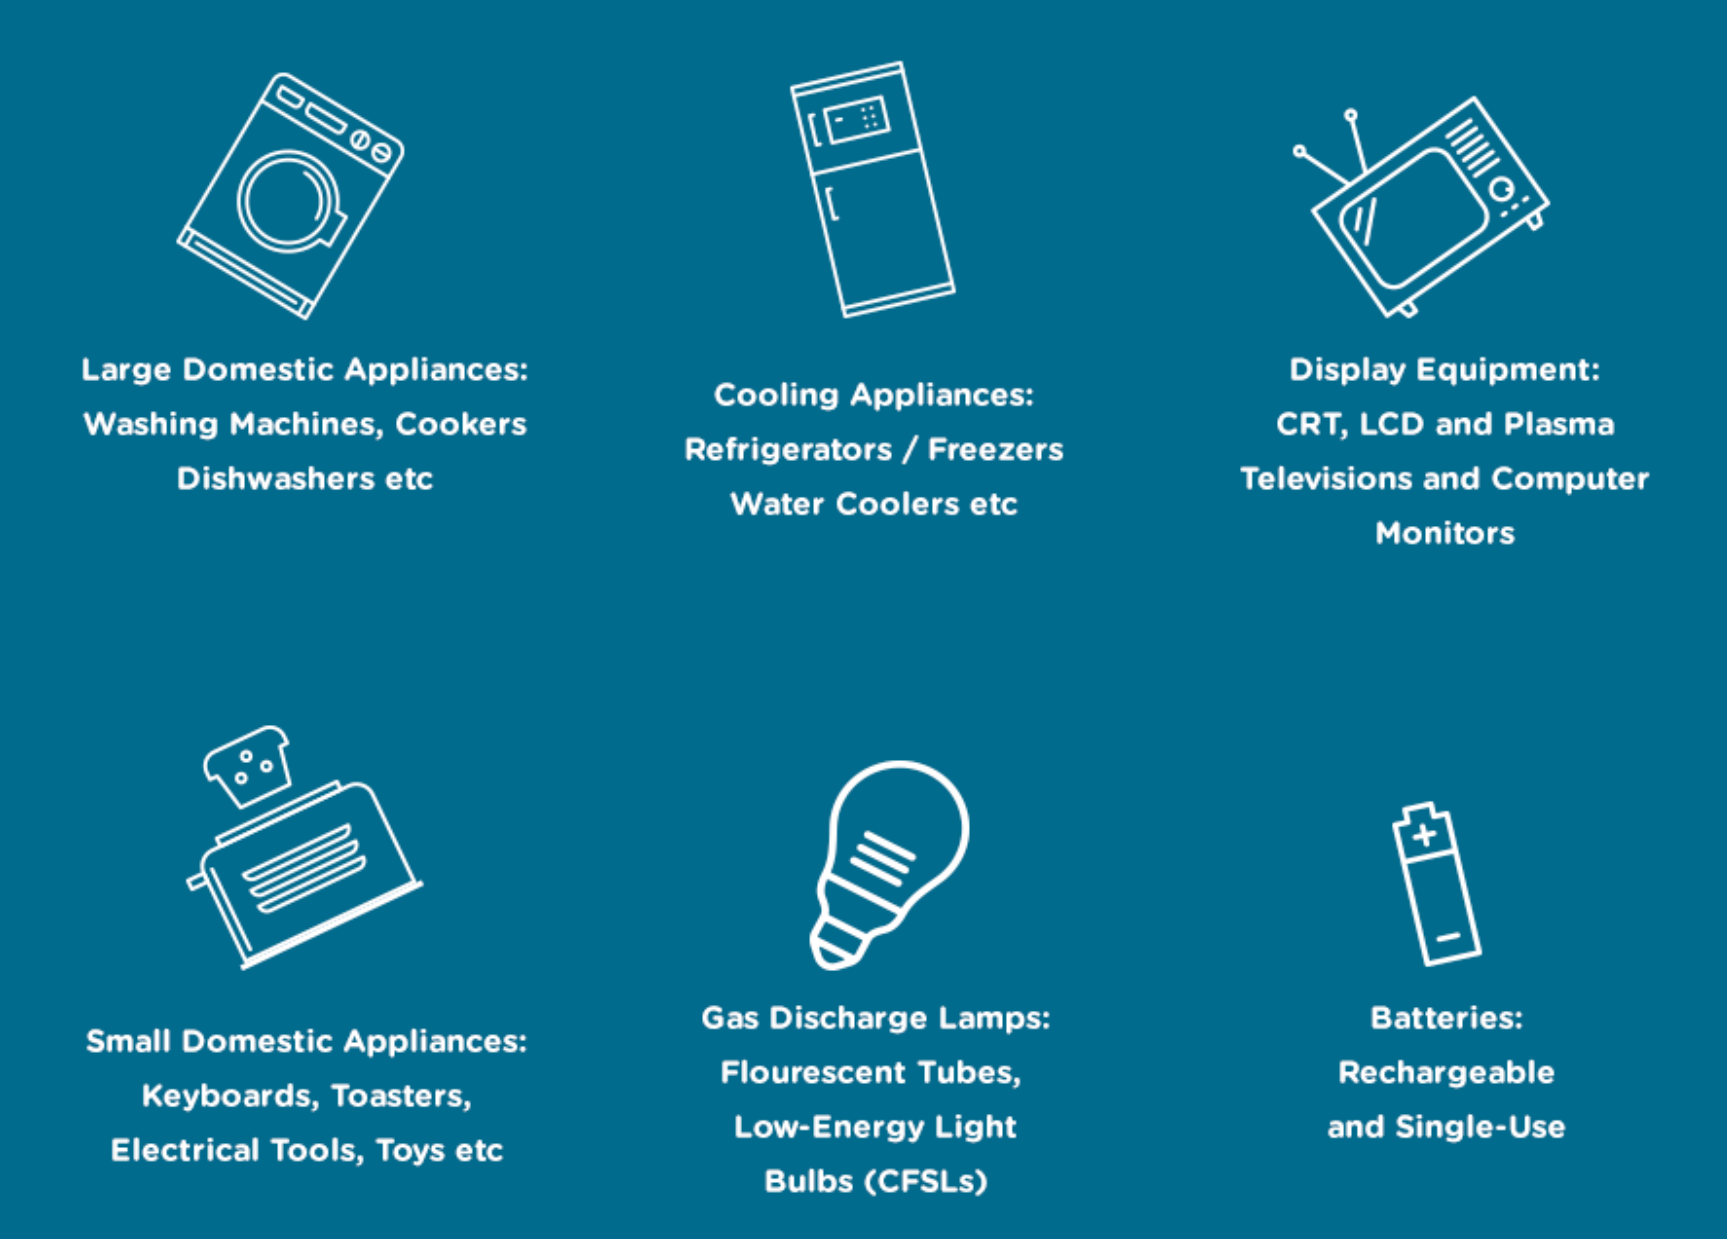 Large Domestic Appliances:
Washing Machines, Cookers
Dishwashers etc
Cooling Appliances:
Refrigerators / Freezers
Water Coolers etc
Display Equipment:
CRT, LCD and Plasma
Televisions and Computer
Monitors
Small Domestic Appliances:
Keyboards, Toasters,
Electrical Tools, Toys etc
Gas Discharge Lamps:
Flourescent Tubes,
Low-Energy Light
Bulbs (CFSLs)
Batteries:
Rechargeable
and Single-Use